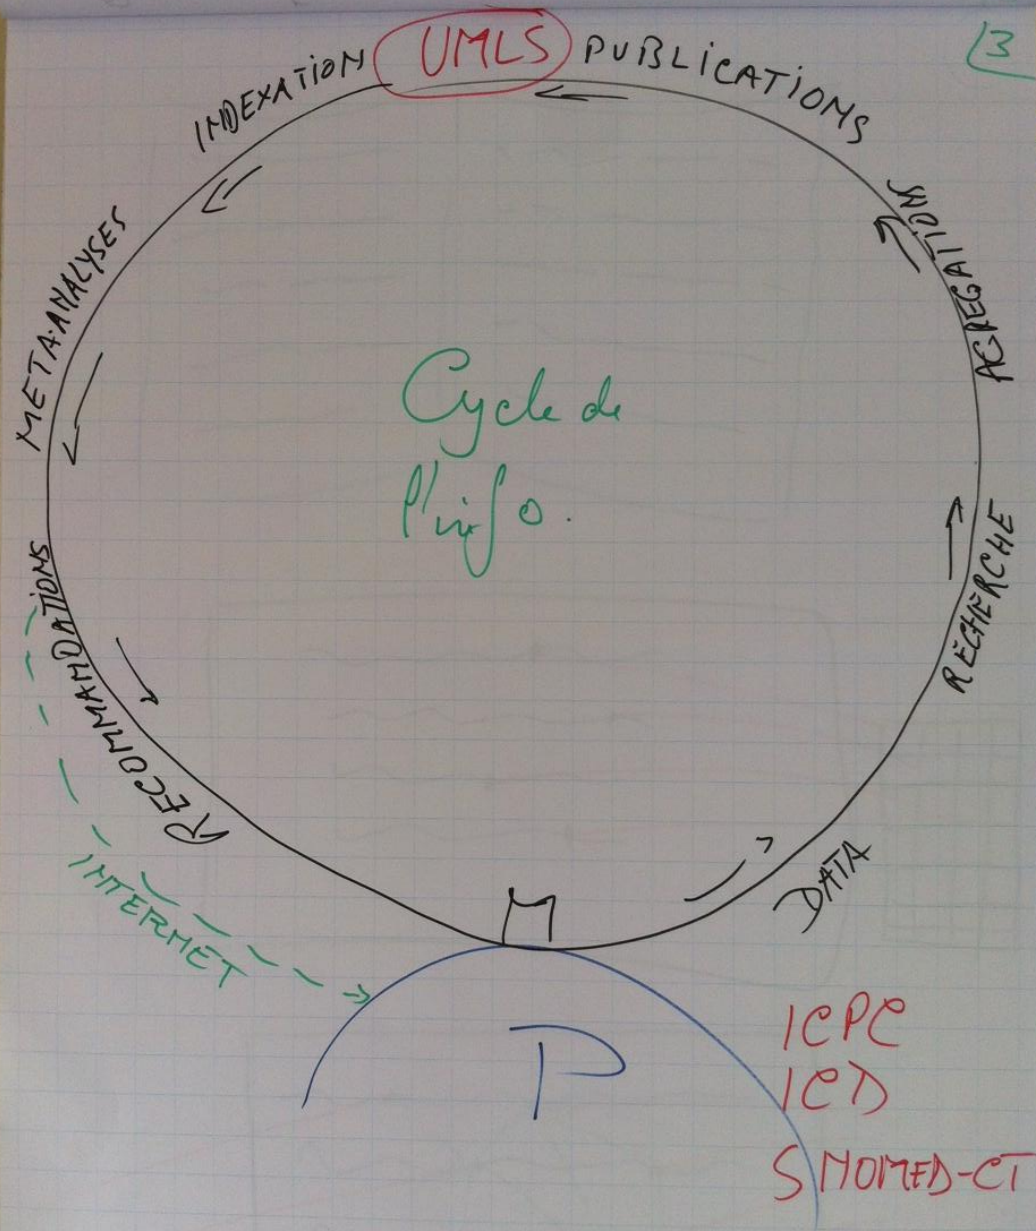 3
UMLS
PUBLICATIONS
INDEXATION
AGREGATIONS
META-ANALYSES
Cycle de
l'info.
RECHERCHE
RECOMMANDATIONS
DATA
INTERNET
M
P
ICPC
ICD
SNOMED-CT